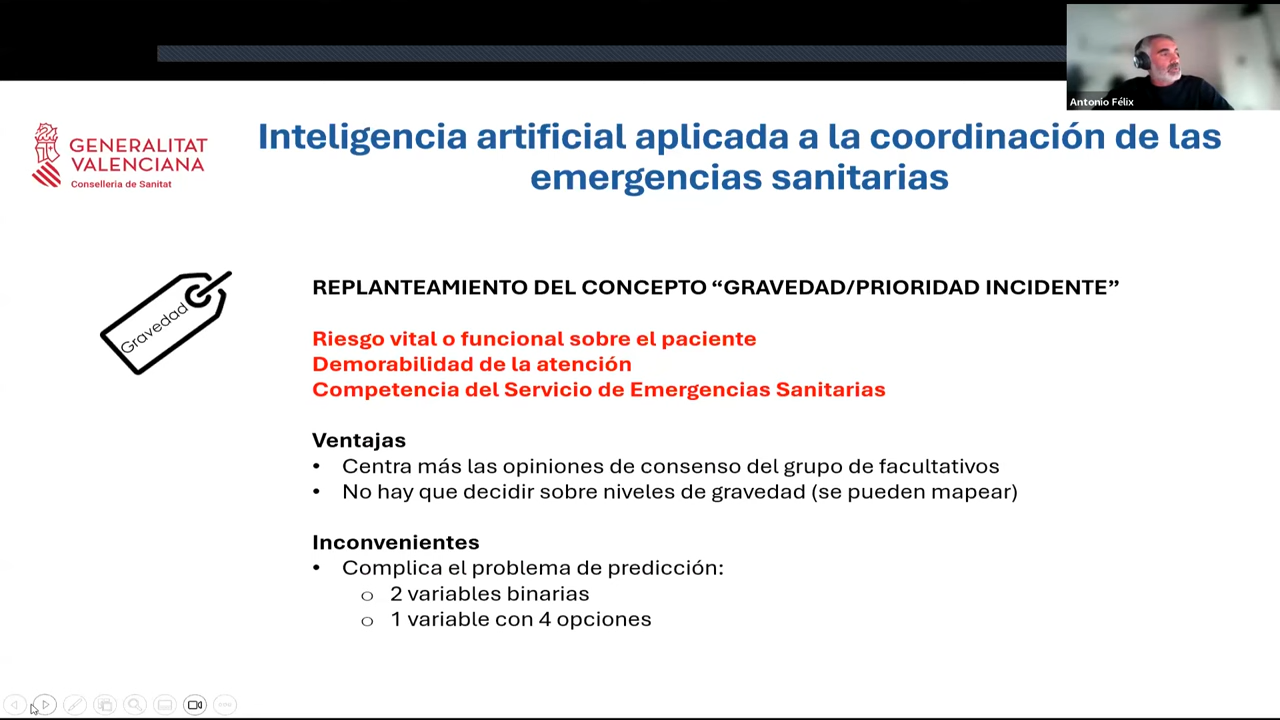 Antonio Félix
GENERALITAT
VALENCIANA
Conselleria de Sanitat
Inteligencia artificial aplicada a la coordinación de las
emergencias sanitarias
Gravedad
REPLANTEAMIENTO DEL CONCEPTO “GRAVEDAD/PRIORIDAD INCIDENTE”
Riesgo vital o funcional sobre el paciente
Demorabilidad de la atención
Competencia del Servicio de Emergencias Sanitarias
Ventajas
• Centra más las opiniones de consenso del grupo de facultativos
• No hay que decidir sobre niveles de gravedad (se pueden mapear)
Inconvenientes
• Complica el problema de predicción:
o 2 variables binarias
o 1 variable con 4 opciones